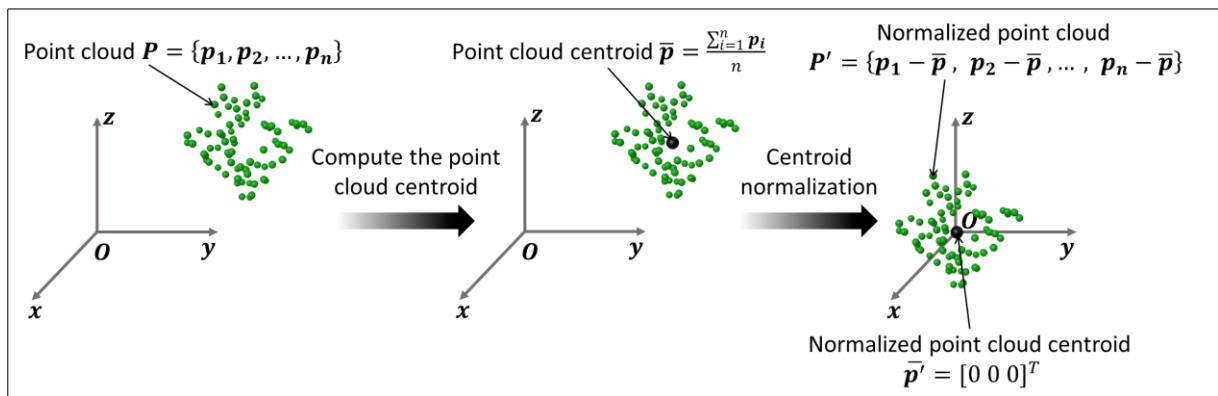 Point cloud P = {p₁, p₂, …, pₙ}
z
O
y
x
Compute the point
cloud centroid
Point cloud centroid p̅ = ∑ⁿᵢ₌₁ pᵢ / n
z
O
y
x
Centroid
normalization
Normalized point cloud
P′ = {p₁ − p̅ , p₂ − p̅ , … , pₙ − p̅}
z
O
y
x
Normalized point cloud centroid
p̅′ = [0 0 0]ᵀ